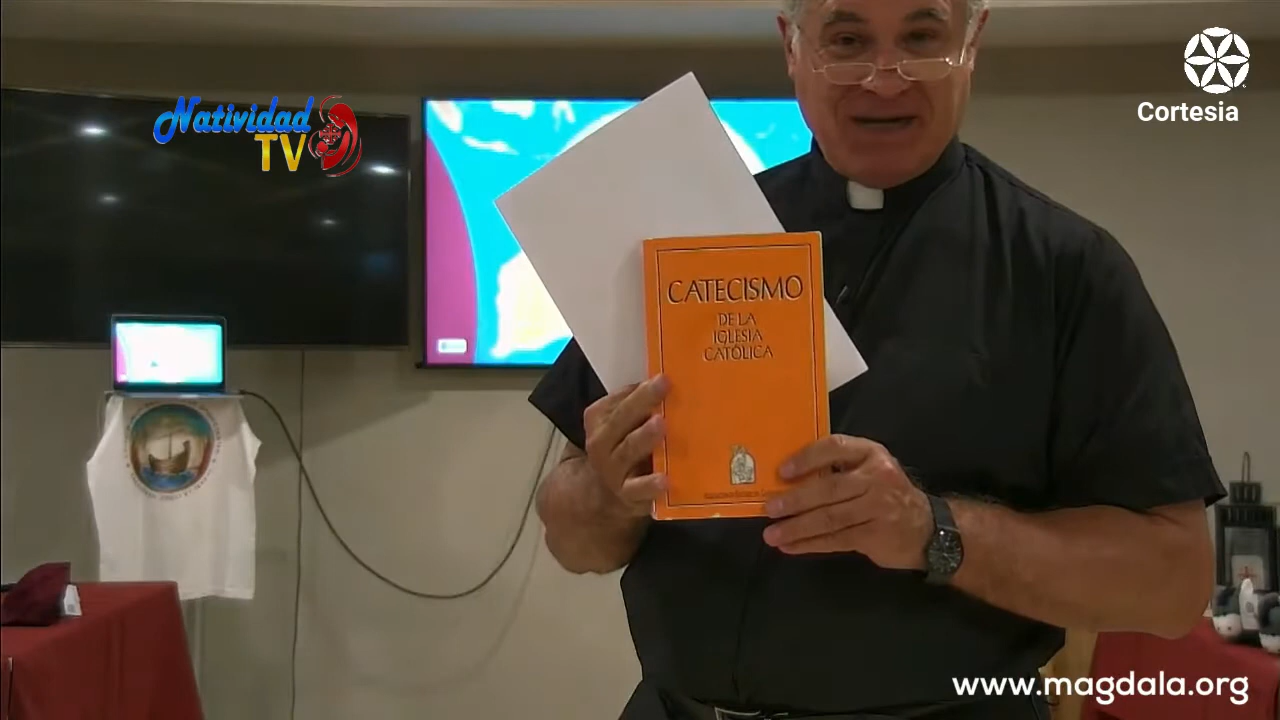 Natividad
TV
Cortesia
CATECISMO
DE LA
IGLESIA
CATÓLICA
www.magdala.org